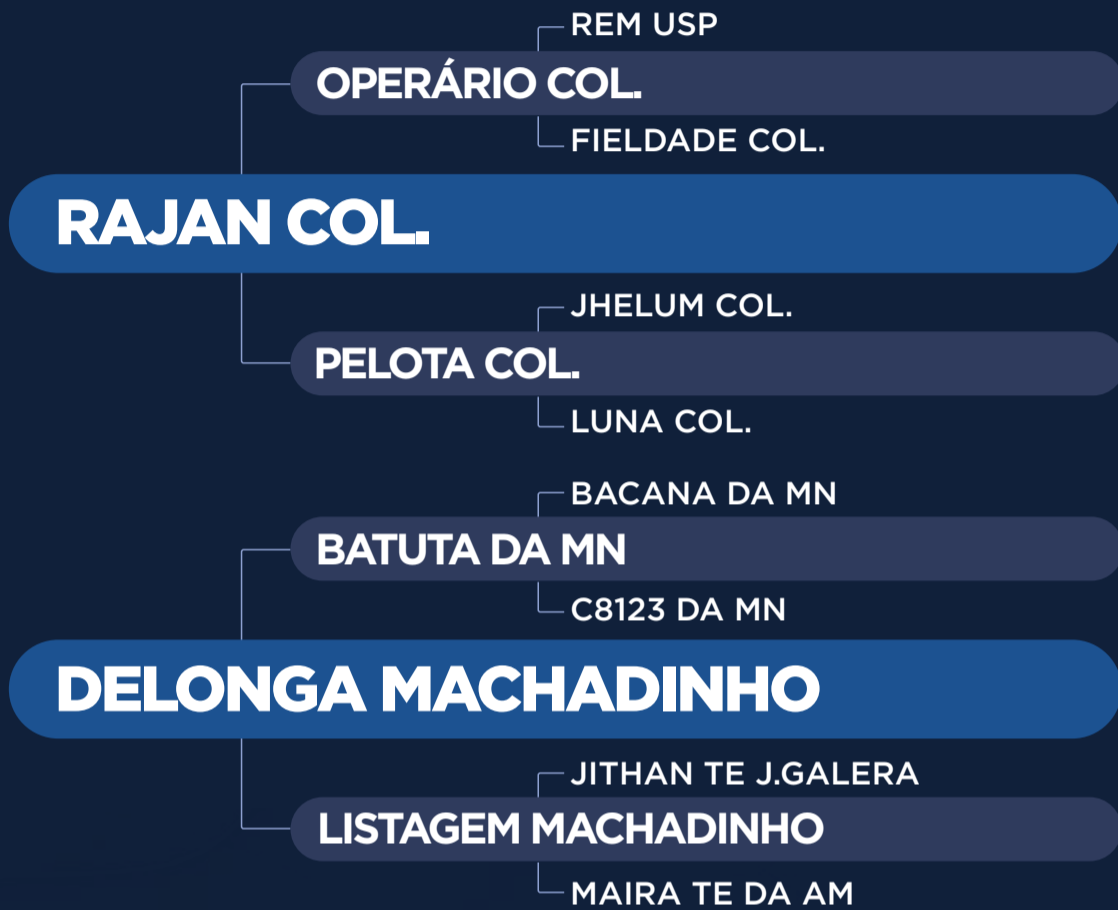 REM USP
OPERÁRIO COL.
FIELDADE COL.
RAJAN COL.
JHELUM COL.
PELOTA COL.
LUNA COL.
BACANA DA MN
BATUTA DA MN
C8123 DA MN
DELONGA MACHADINHO
JITHAN TE J.GALERA
LISTAGEM MACHADINHO
MAIRA TE DA AM